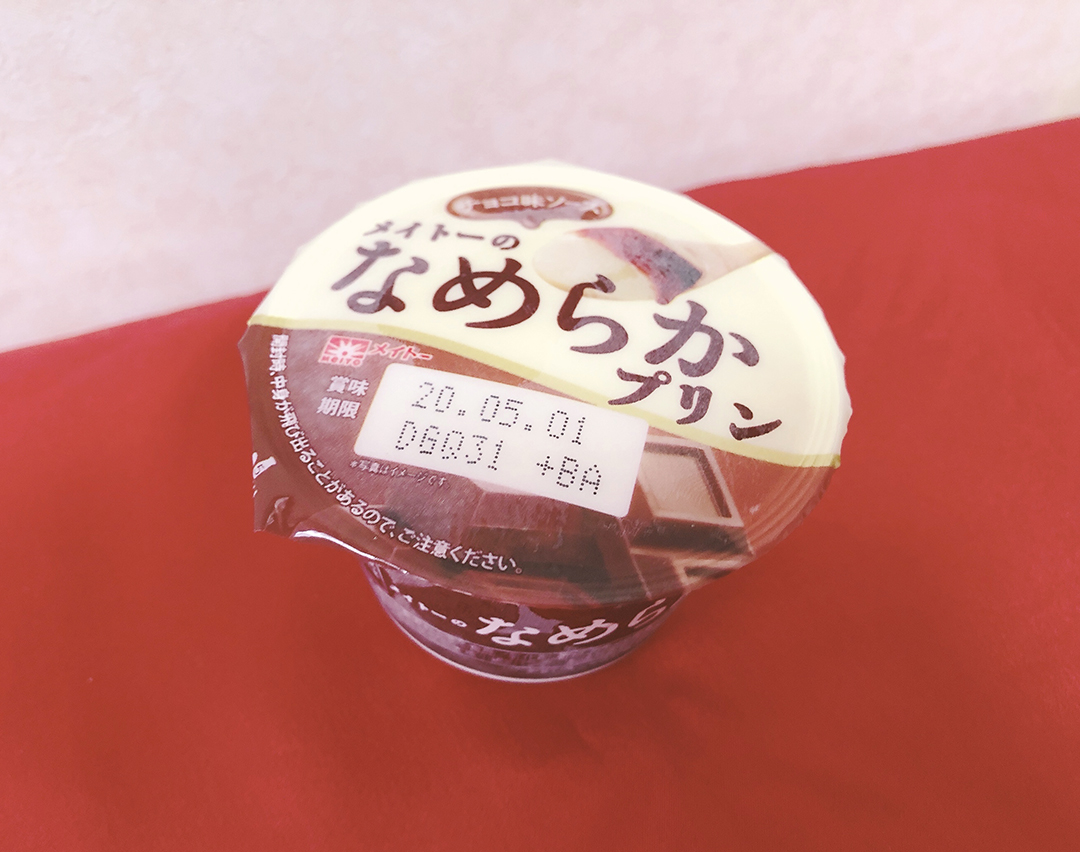 チョコ味ソース
メイトーの
なめらか
プリン
MEITO メイトー
賞味
期限
20.05.01
DGQ31 +BA
*写真はイメージです
開封時、中身が飛び出ることがあるので、ご注意ください。
メイトーの
なめら